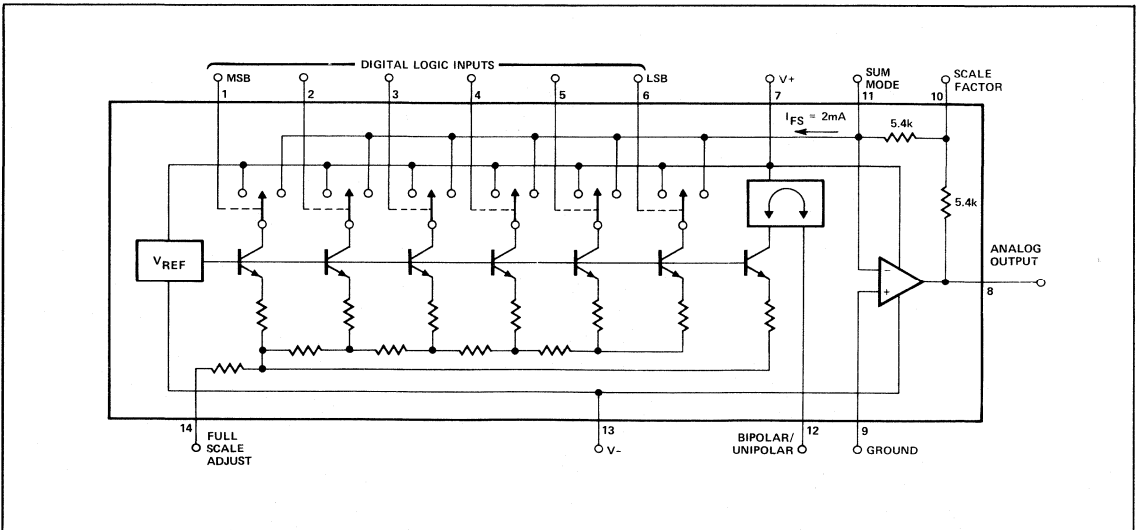 DIGITAL LOGIC INPUTS
MSB
LSB
V+
SUM
MODE
SCALE
FACTOR
1
2
3
4
5
6
7
11
10
IFS = 2mA
5.4k
5.4k
VREF
ANALOG
OUTPUT
8
−
+
14
FULL
SCALE
ADJUST
13
V-
BIPOLAR/
UNIPOLAR
12
9
GROUND